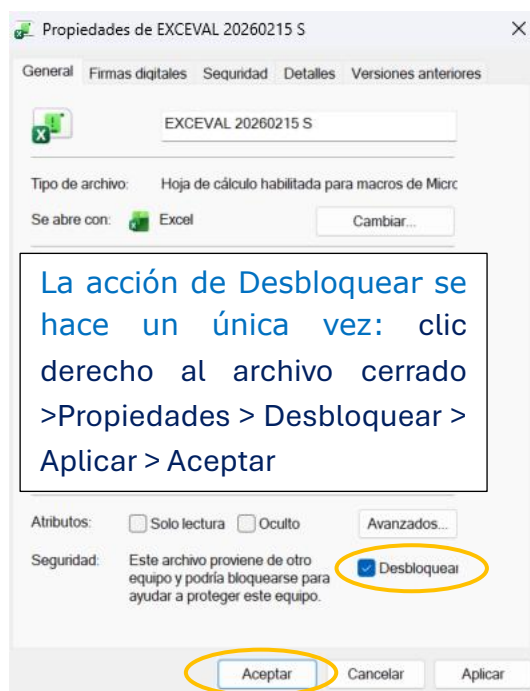 Propiedades de EXCEVAL 20260215 S
General Firmas digitales Seguridad Detalles Versiones anteriores
EXCEVAL 20260215 S
Tipo de archivo: Hoja de cálculo habilitada para macros de Micrc
Se abre con: Excel Cambiar...
La acción de Desbloquear se
hace un única vez: clic
derecho al archivo cerrado
>Propiedades > Desbloquear >
Aplicar > Aceptar
Atributos: Solo lectura Oculto Avanzados...
Seguridad: Este archivo proviene de otro
equipo y podría bloquearse para
ayudar a proteger este equipo.
Desbloquear
Aceptar Cancelar Aplicar